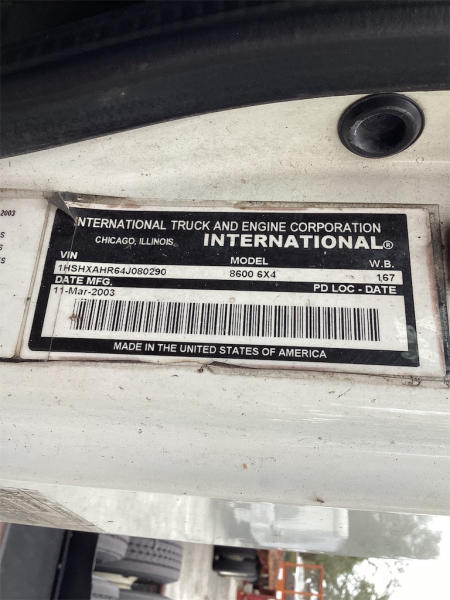 2003
S
S
S
INTERNATIONAL TRUCK AND ENGINE CORPORATION
CHICAGO, ILLINOIS INTERNATIONAL®
VIN MODEL W.B.
1HSHXAHR64J080290 8600 6X4 167
DATE MFG. PD LOC - DATE
11-Mar-2003
MADE IN THE UNITED STATES OF AMERICA